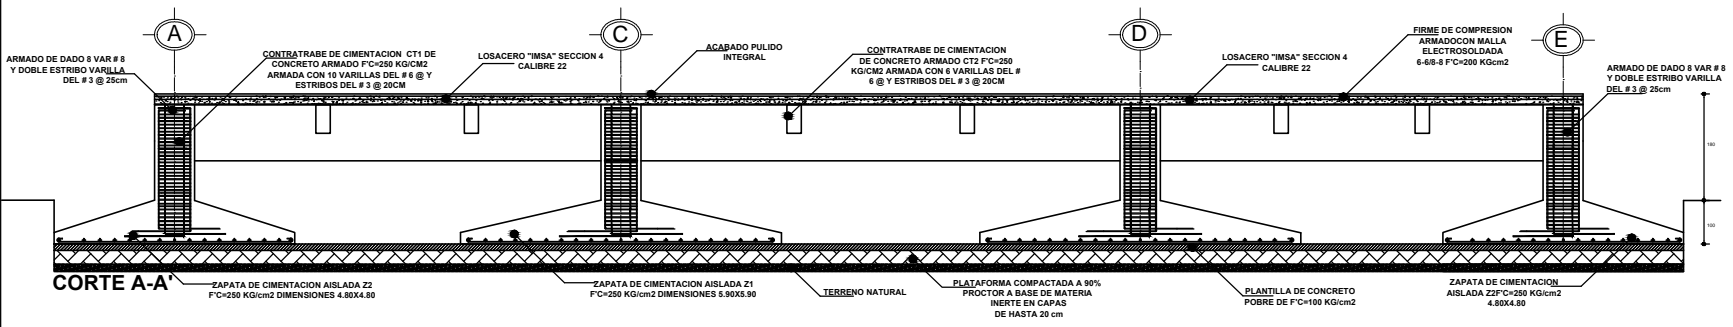 A
C
D
E
ARMADO DE DADO 8 VAR # 8
Y DOBLE ESTRIBO VARILLA
DEL # 3 @ 25cm
CONTRATRABE DE CIMENTACION CT1 DE
CONCRETO ARMADO F'C=250 KG/CM2
ARMADA CON 10 VARILLAS DEL # 6 @ Y
ESTRIBOS DEL # 3 @ 20CM
LOSACERO "IMSA" SECCION 4
CALIBRE 22
ACABADO PULIDO
INTEGRAL
CONTRATRABE DE CIMENTACION
DE CONCRETO ARMADO CT2 F'C=250
KG/CM2 ARMADA CON 6 VARILLAS DEL #
6 @ Y ESTRIBOS DEL # 3 @ 20CM
LOSACERO "IMSA" SECCION 4
CALIBRE 22
FIRME DE COMPRESION
ARMADOCON MALLA
ELECTROSOLDADA
6-6/8-8 F'C=200 KGcm2
ARMADO DE DADO 8 VAR # 8
Y DOBLE ESTRIBO VARILLA
DEL # 3 @ 25cm
CORTE A-A'
ZAPATA DE CIMENTACION AISLADA Z2
F'C=250 KG/cm2 DIMENSIONES 4.80X4.80
ZAPATA DE CIMENTACION AISLADA Z1
F'C=250 KG/cm2 DIMENSIONES 5.90X5.90
TERRENO NATURAL
PLATAFORMA COMPACTADA A 90%
PROCTOR A BASE DE MATERIA
INERTE EN CAPAS
DE HASTA 20 cm
PLANTILLA DE CONCRETO
POBRE DE F'C=100 KG/cm2
ZAPATA DE CIMENTACION
AISLADA Z2F'C=250 KG/cm2
4.80X4.80